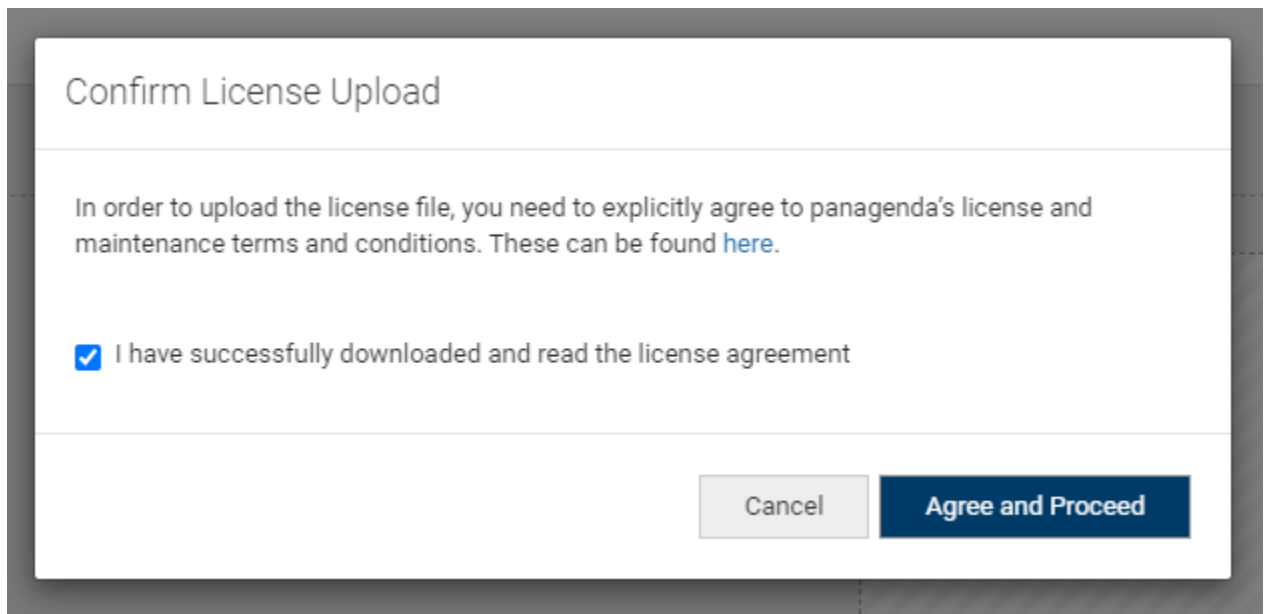 Confirm License Upload
In order to upload the license file, you need to explicitly agree to panagenda’s license and
maintenance terms and conditions. These can be found here.
I have successfully downloaded and read the license agreement
Cancel
Agree and Proceed